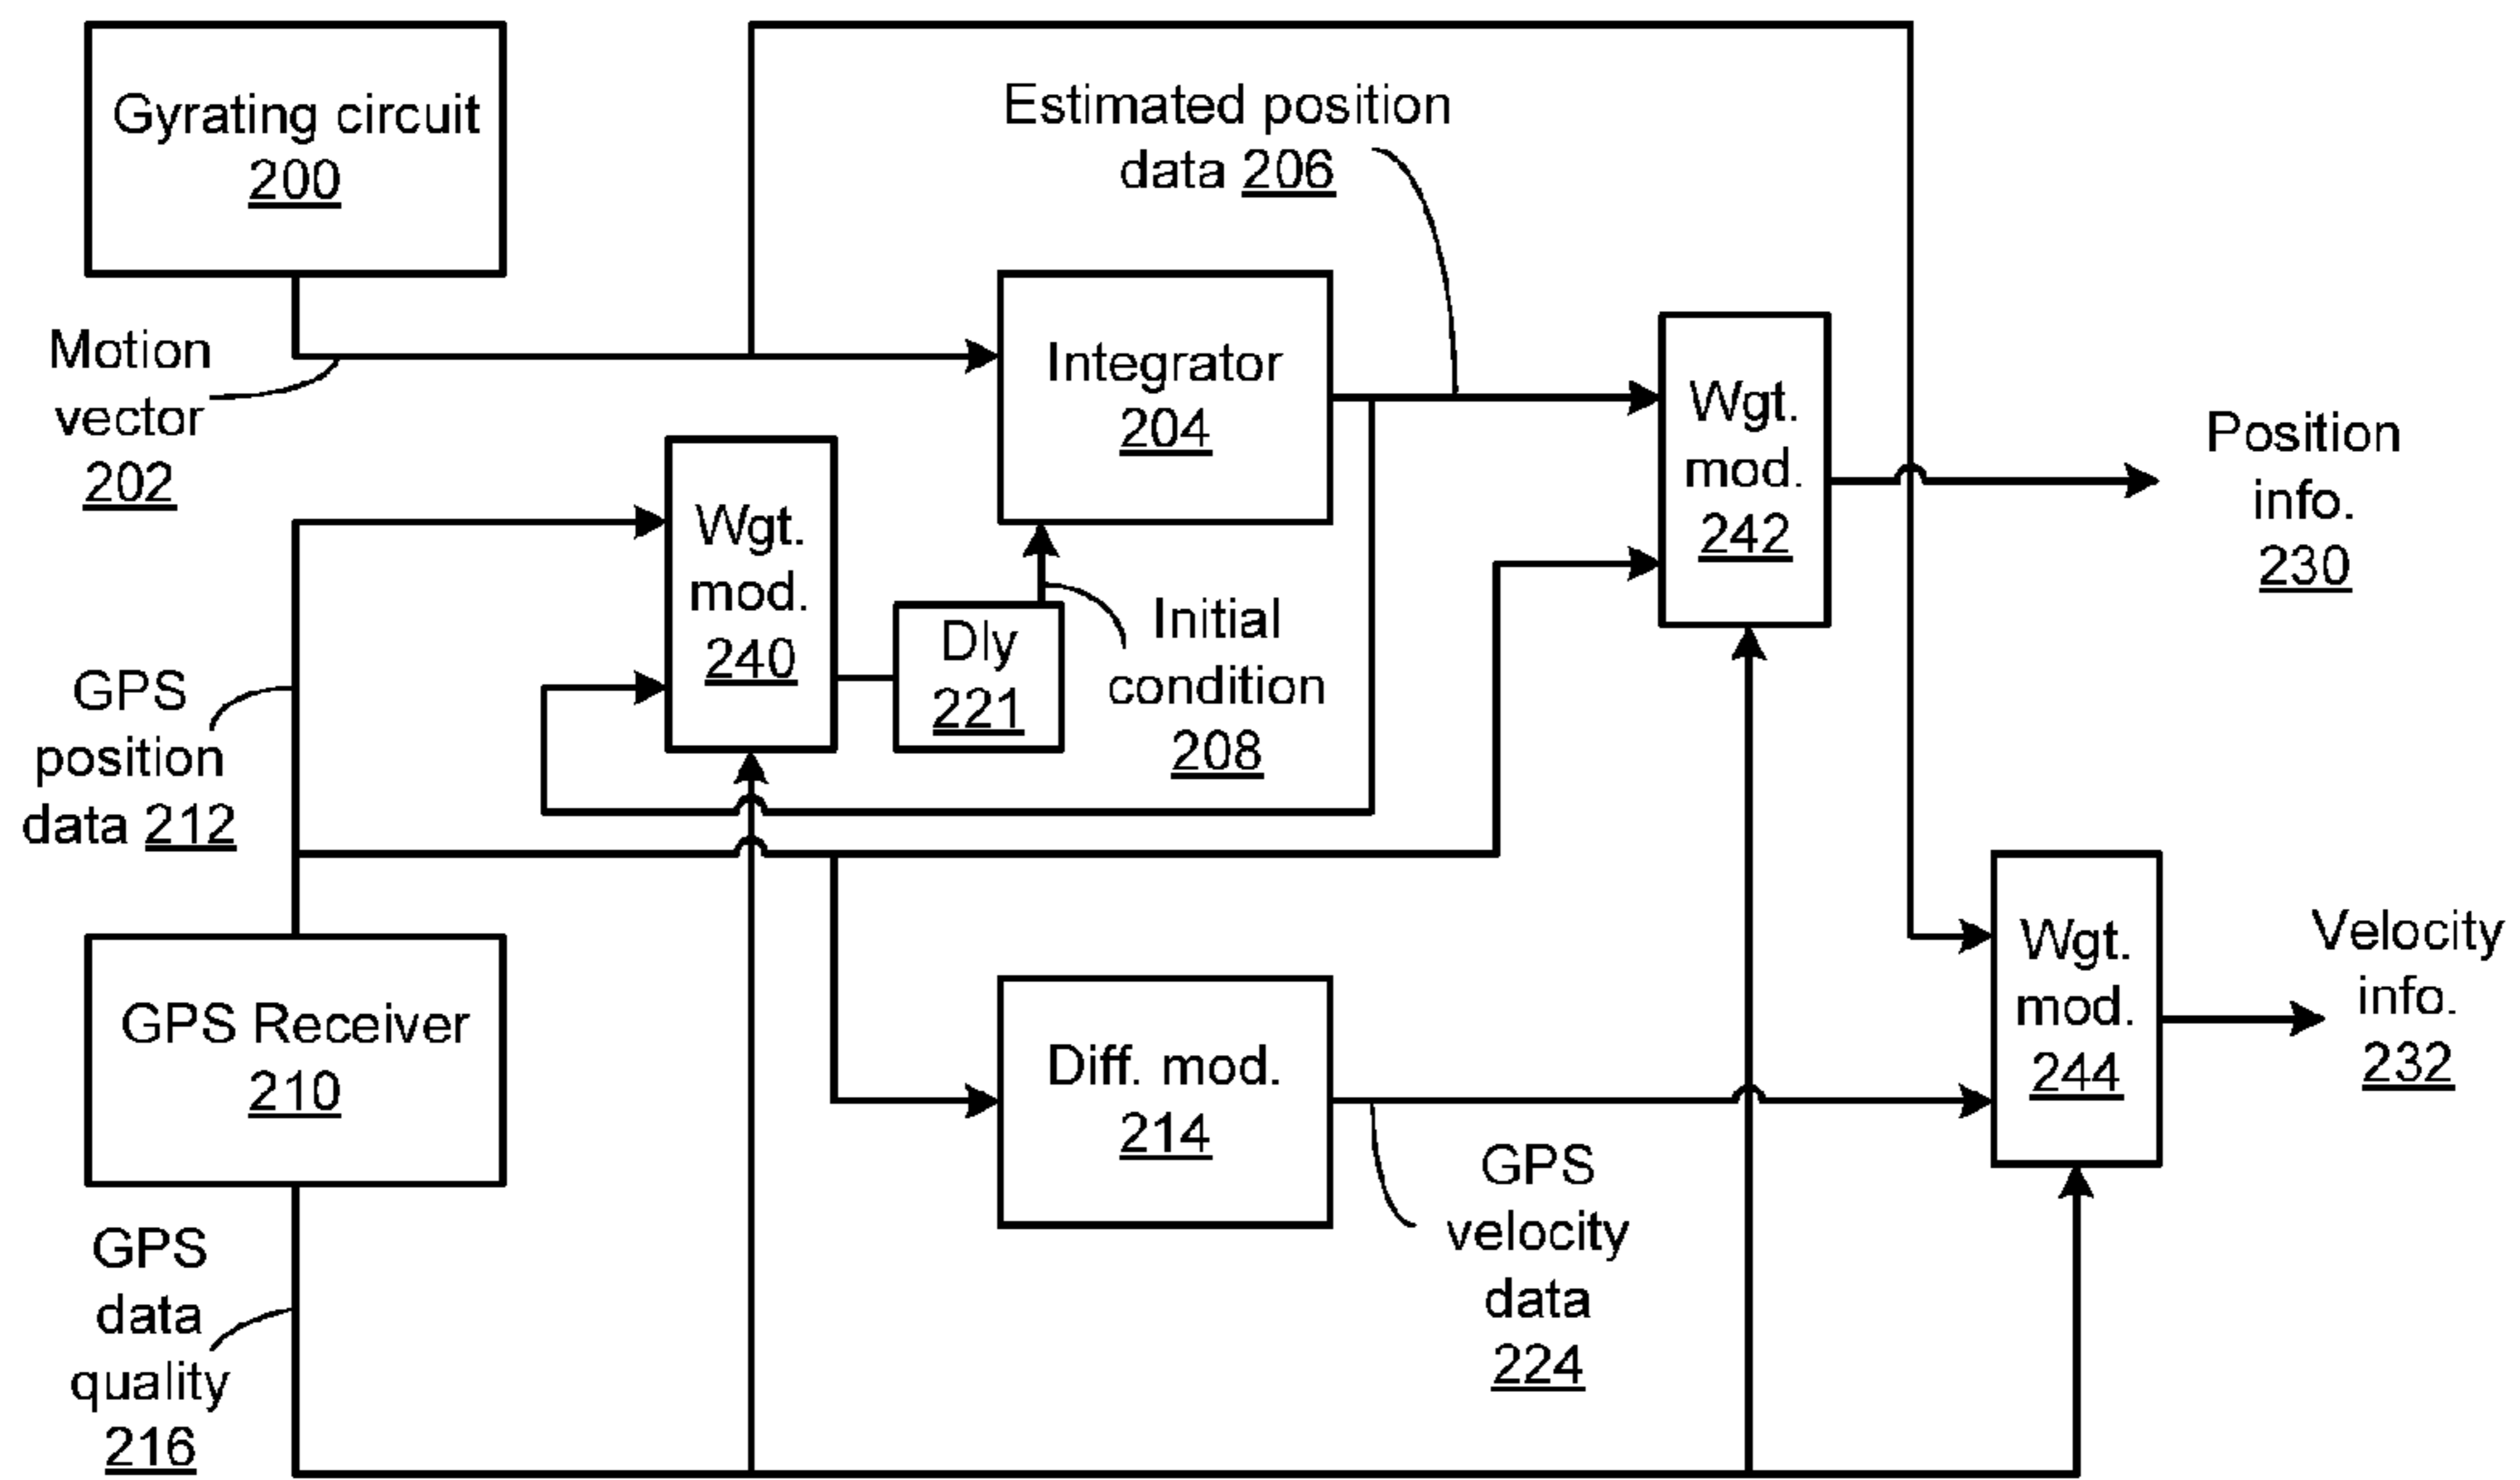 Gyrating circuit
200
Estimated position
data 206
Motion
vector
202
Integrator
204
Wgt.
mod.
242
Position
info.
230
Wgt.
mod.
240
Dly
221
Initial
condition
208
GPS
position
data 212
GPS Receiver
210
Diff. mod.
214
Wgt.
mod.
244
Velocity
info.
232
GPS
velocity
data
224
GPS
data
quality
216